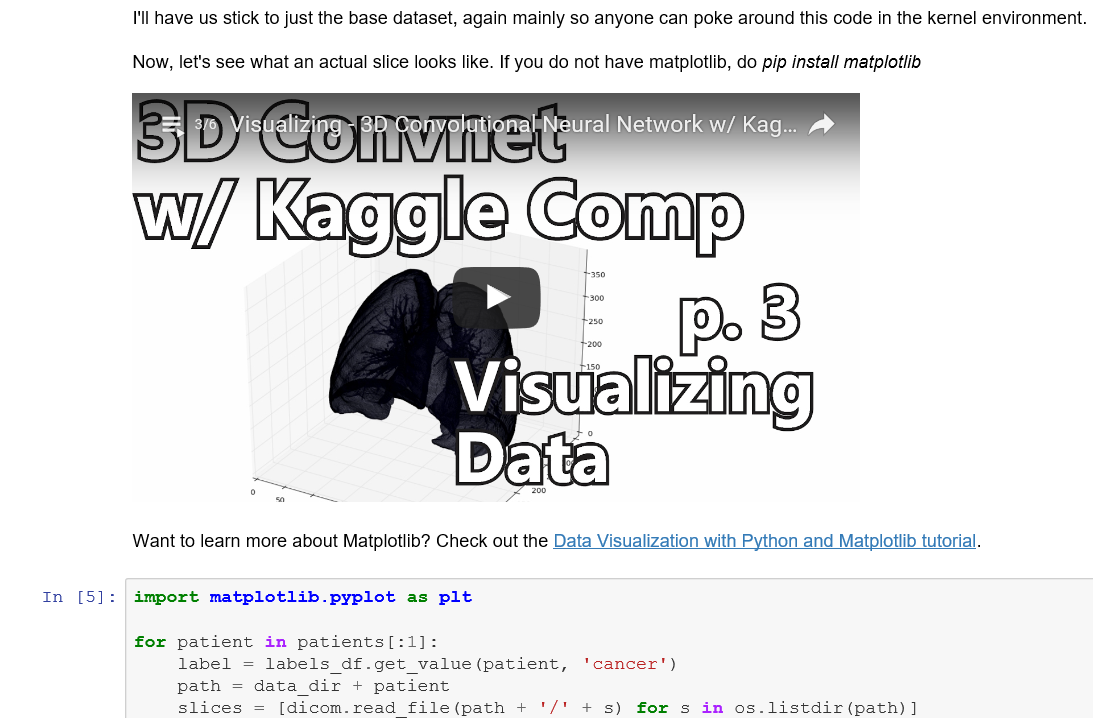 I'll have us stick to just the base dataset, again mainly so anyone can poke around this code in the kernel environment.
Now, let's see what an actual slice looks like. If you do not have matplotlib, do pip install matplotlib
3/6 Visualizing - 3D Convolutional Neural Network w/ Kag...
3D Convnet
w/ Kaggle Comp
p. 3
Visualizing
Data
350
300
250
200
150
0
200
0
50
Want to learn more about Matplotlib? Check out the Data Visualization with Python and Matplotlib tutorial.
In [5]:
import matplotlib.pyplot as plt
for patient in patients[:1]:
    label = labels_df.get_value(patient, 'cancer')
    path = data_dir + patient
    slices = [dicom.read_file(path + '/' + s) for s in os.listdir(path)]